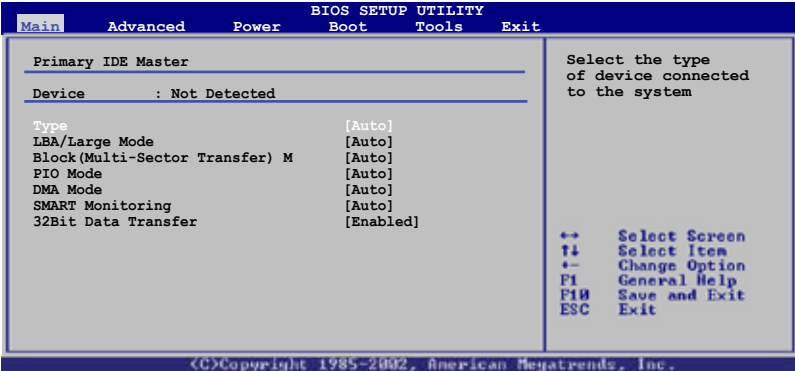 BIOS SETUP UTILITY
Main Advanced Power Boot Tools Exit
Primary IDE Master
Device : Not Detected
Type [Auto]
LBA/Large Mode [Auto]
Block(Multi-Sector Transfer) M [Auto]
PIO Mode [Auto]
DMA Mode [Auto]
SMART Monitoring [Auto]
32Bit Data Transfer [Enabled]
Select the type
of device connected
to the system
←→ Select Screen
↑↓ Select Item
+- Change Option
F1 General Help
F10 Save and Exit
ESC Exit
(C)Copyright 1985-2002, American Megatrends, Inc.